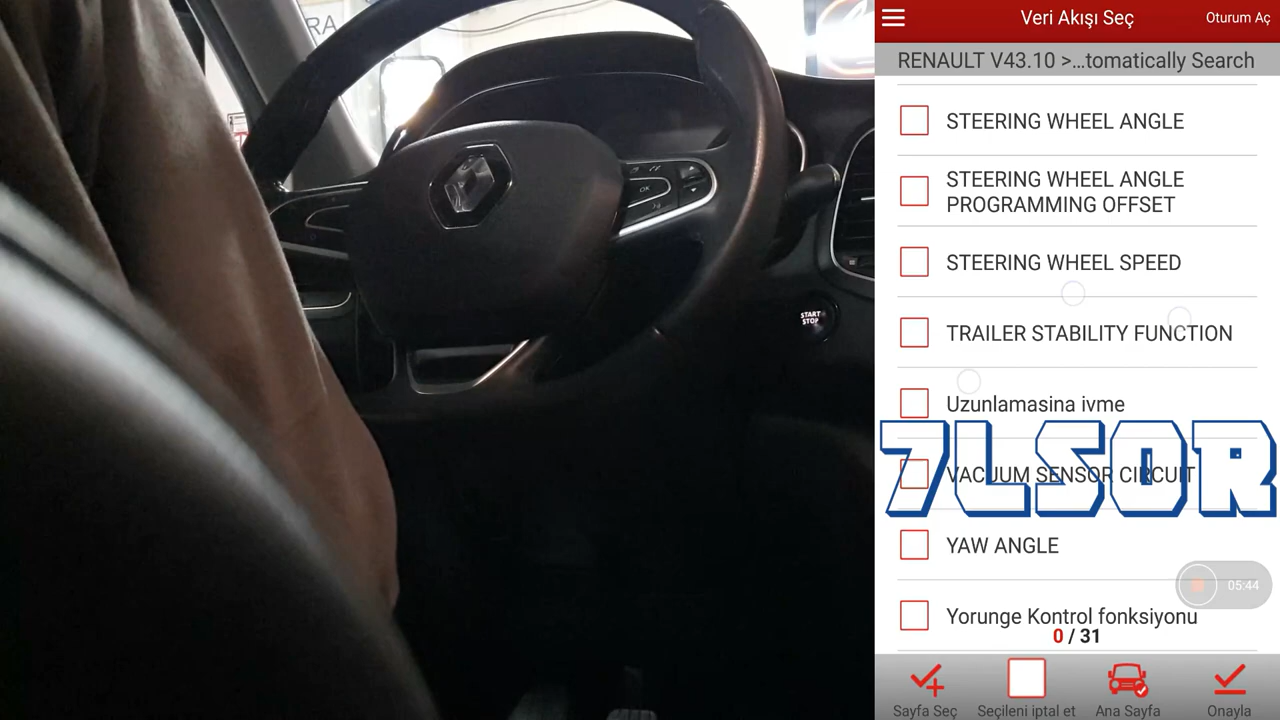 RA
OK
START
STOP
Veri Akışı Seç
Oturum Aç
RENAULT V43.10 >...tomatically Search
STEERING WHEEL ANGLE
STEERING WHEEL ANGLE
PROGRAMMING OFFSET
STEERING WHEEL SPEED
TRAILER STABILITY FUNCTION
Uzunlamasina ivme
7LSOR
VACUUM SENSOR CIRCUIT
YAW ANGLE
05:44
Yorunge Kontrol fonksiyonu
0 / 31
Sayfa Seç
Seçileni iptal et
Ana Sayfa
Onayla